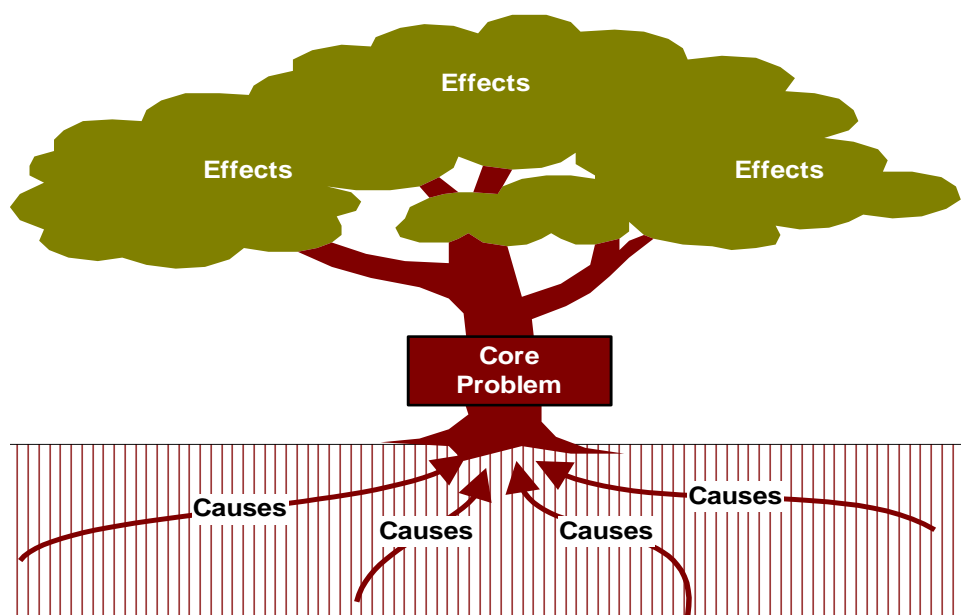 Effects
Effects
Effects
Core
Problem
Causes
Causes
Causes
Causes